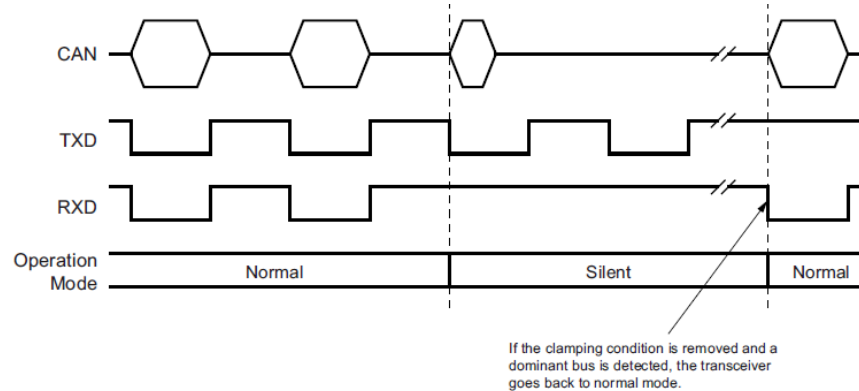 CAN
TXD
RXD
Operation
Mode
Normal
Silent
Normal
If the clamping condition is removed and a
dominant bus is detected, the transceiver
goes back to normal mode.